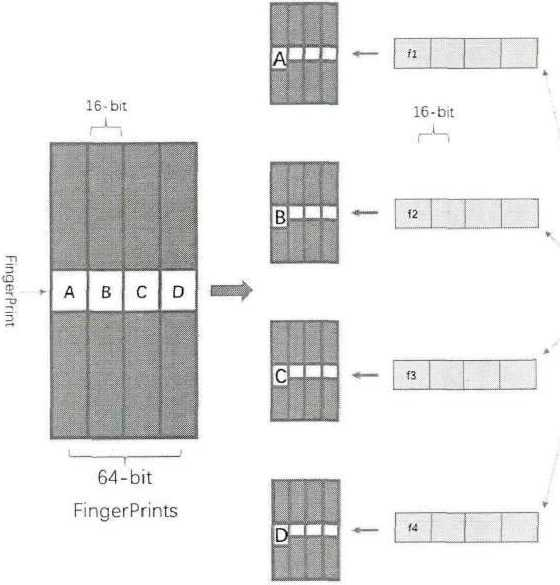 A
f1
16-bit
16-bit
B
f2
FingerPrint
A B C D
C
f3
64-bit
FingerPrints
D
f4